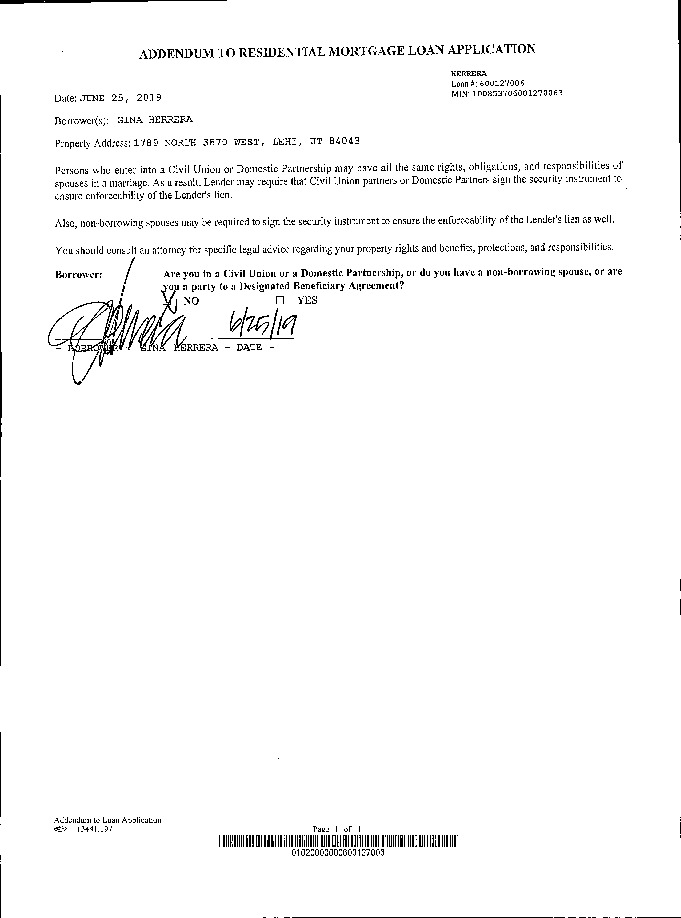 ADDENDUM TO RESIDENTIAL MORTGAGE LOAN APPLICATION
HERRERA
Loan #: 600127006
MIN: 100853706001270063
Date: JUNE 25, 2019
Borrower(s): GINA HERRERA
Property Address: 1789 NORTH 3870 WEST, LEHI, UT 84043
Persons who enter into a Civil Union or Domestic Partnership may have all the same rights, obligations, and responsibilities of
spouses in a marriage. As a result, Lender may require that Civil Union partners or Domestic Partners sign the security instrument to
ensure enforceability of the Lender's lien.
Also, non-borrowing spouses may be required to sign the security instrument to ensure the enforceability of the Lender's lien as well.
You should consult an attorney for specific legal advice regarding your property rights and benefits, protections, and responsibilities.
Borrower: Are you in a Civil Union or a Domestic Partnership, or do you have a non-borrowing spouse, or are
you a party to a Designated Beneficiary Agreement?
NO YES
6/25/19
- BORROWER - GINA HERRERA - DATE -
Addendum to Loan Application
Page 1 of 1